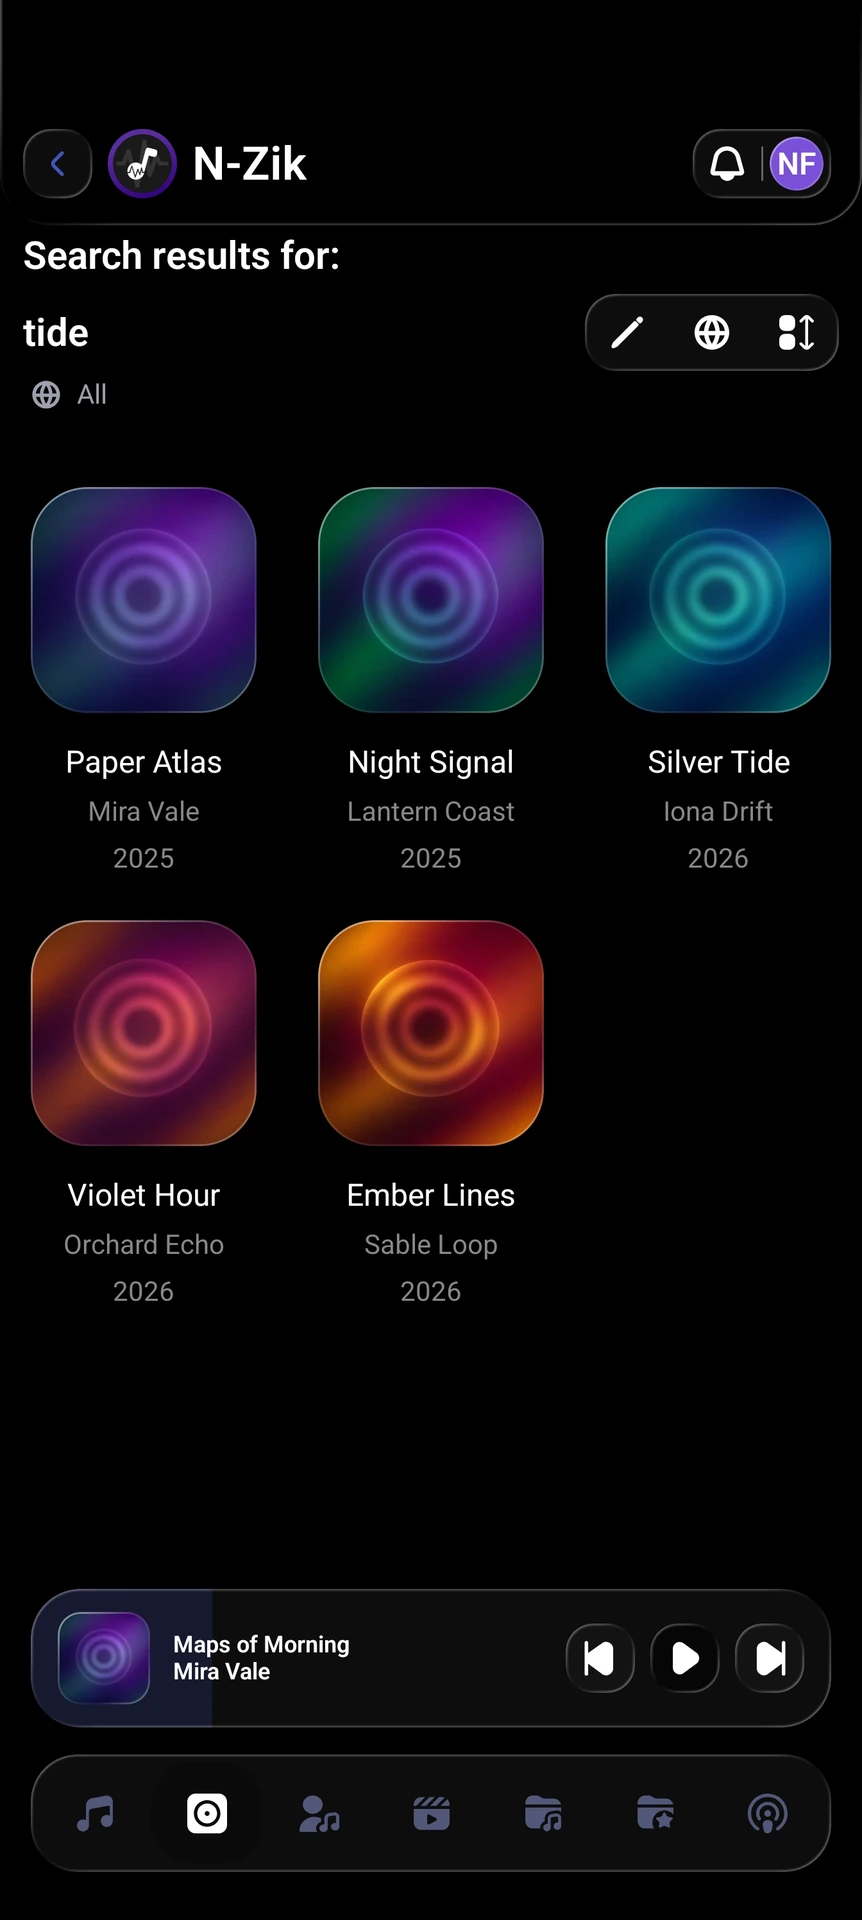 N-Zik
NF
Search results for:
tide
All
Paper Atlas
Mira Vale
2025
Night Signal
Lantern Coast
2025
Silver Tide
Iona Drift
2026
Violet Hour
Orchard Echo
2026
Ember Lines
Sable Loop
2026
Maps of Morning
Mira Vale